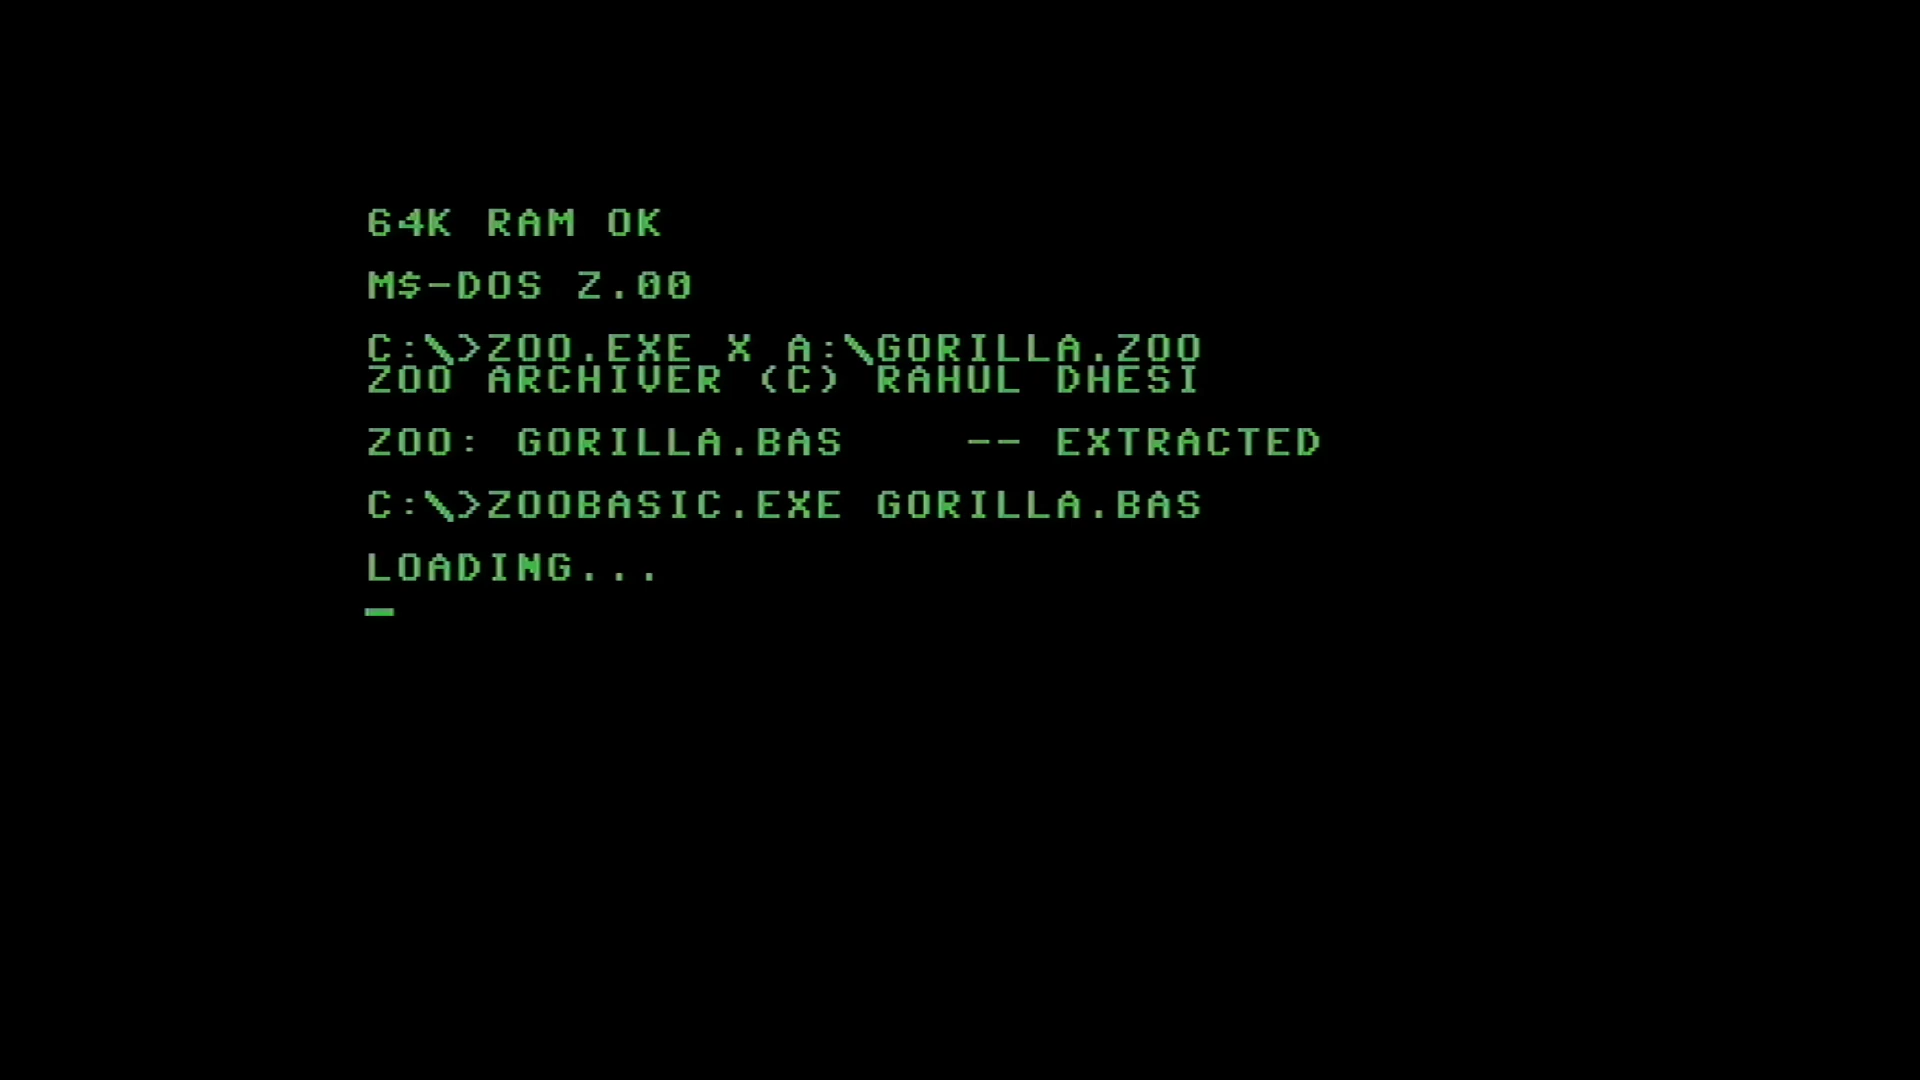 64K RAM OK
M$-DOS Z.00
C:\>ZOO.EXE X A:\GORILLA.ZOO
ZOO ARCHIVER (C) RAHUL DHESI
ZOO: GORILLA.BAS    -- EXTRACTED
C:\>ZOOBASIC.EXE GORILLA.BAS
LOADING...